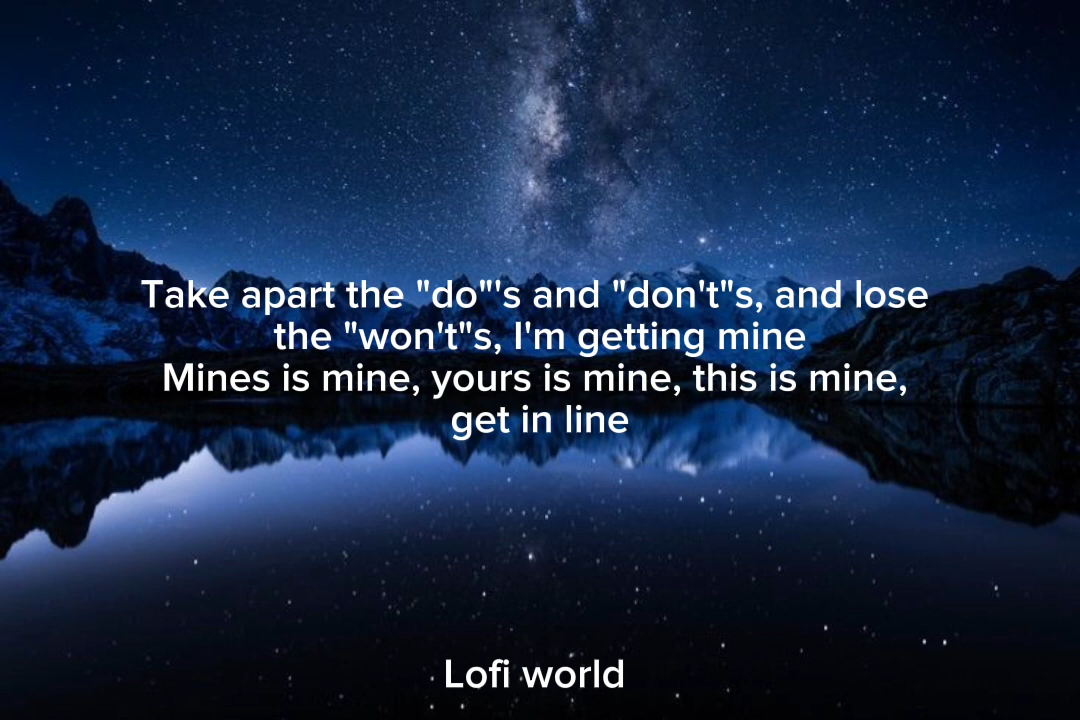 Take apart the "do"'s and "don't"s, and lose
the "won't"s, I'm getting mine
Mines is mine, yours is mine, this is mine,
get in line
Lofi world